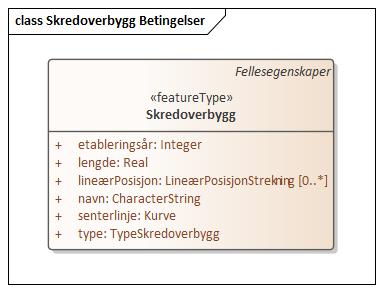 class Skredoverbygg Betingelser
Fellesegenskaper
«featureType»
Skredoverbygg
+ etableringsår: Integer
+ lengde: Real
+ lineærPosisjon: LineærPosisjonStrekning [0..*]
+ navn: CharacterString
+ senterlinje: Kurve
+ type: TypeSkredoverbygg